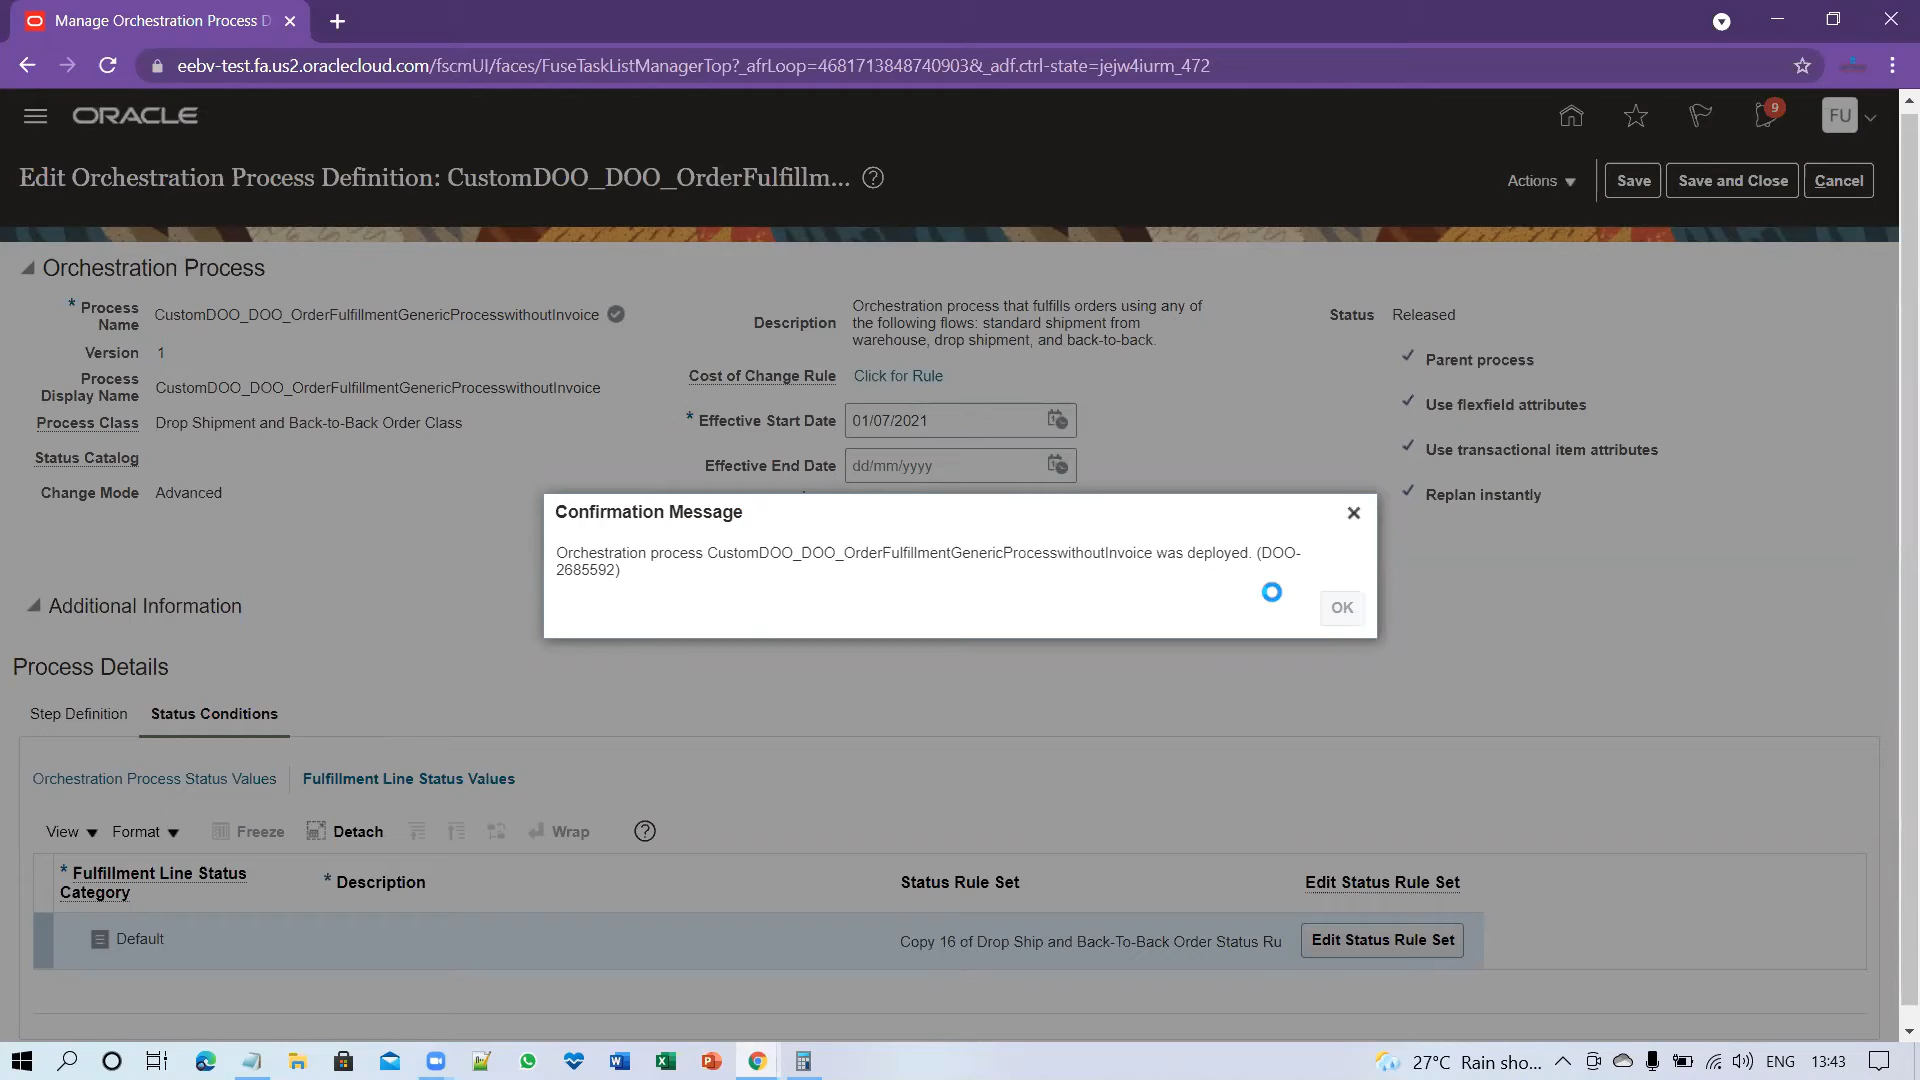 Manage Orchestration Process D
eebv-test.fa.us2.oraclecloud.com/fscmUI/faces/FuseTaskListManagerTop?_afrLoop=4681713848740903&_adf.ctrl-state=jejw4iurm_472
ORACLE
9
FU
Edit Orchestration Process Definition: CustomDOO_DOO_OrderFulfillm...
Actions
Save
Save and Close
Cancel
Orchestration Process
* Process Name CustomDOO_DOO_OrderFulfillmentGenericProcesswithoutInvoice
Version 1
Process Display Name CustomDOO_DOO_OrderFulfillmentGenericProcesswithoutInvoice
Process Class Drop Shipment and Back-to-Back Order Class
Status Catalog
Change Mode Advanced
Description Orchestration process that fulfills orders using any of
the following flows: standard shipment from
warehouse, drop shipment, and back-to-back.
Cost of Change Rule Click for Rule
* Effective Start Date 01/07/2021
Effective End Date dd/mm/yyyy
Status Released
Parent process
Use flexfield attributes
Use transactional item attributes
Replan instantly
Confirmation Message
Orchestration process CustomDOO_DOO_OrderFulfillmentGenericProcesswithoutInvoice was deployed. (DOO-
2685592)
OK
Additional Information
Process Details
Step Definition Status Conditions
Orchestration Process Status Values Fulfillment Line Status Values
View Format Freeze Detach Wrap
* Fulfillment Line Status Category
* Description
Status Rule Set
Edit Status Rule Set
Default
Copy 16 of Drop Ship and Back-To-Back Order Status Ru
Edit Status Rule Set
27°C Rain sho... ENG 13:43